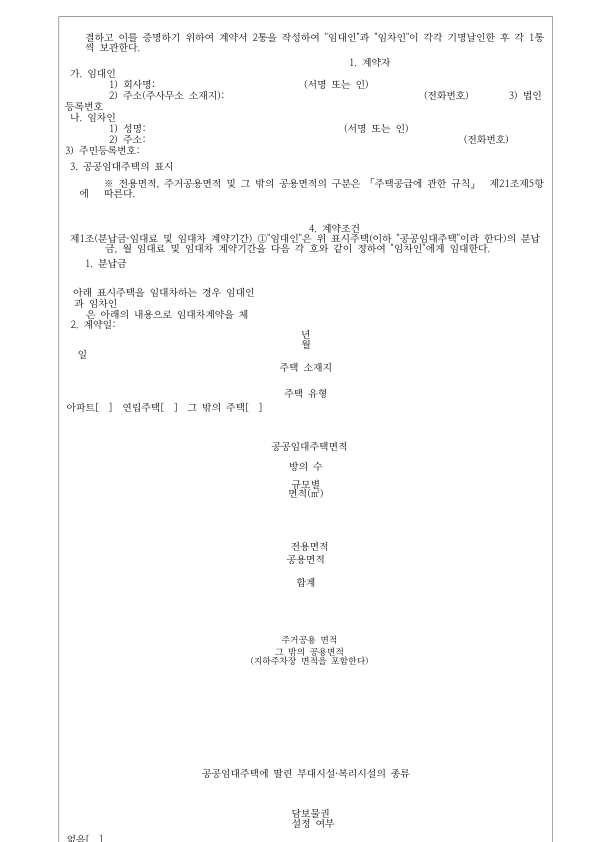 결하고 이를 증명하기 위하여 계약서 2통을 작성하여 "임대인"과 "임차인"이 각각 기명날인한 후 각 1통
씩 보관한다.
1. 계약자
가. 임대인
1) 회사명: (서명 또는 인)
2) 주소(주사무소 소재지): (전화번호) 3) 법인
등록번호
나. 임차인
1) 성명: (서명 또는 인)
2) 주소: (전화번호)
3) 주민등록번호:
3. 공공임대주택의 표시
※ 전용면적, 주거공용면적 및 그 밖의 공용면적의 구분은 「주택공급에 관한 규칙」 제21조제5항
에 따른다.
4. 계약조건
제1조(분납금·임대료 및 임대차 계약기간) ①"임대인"은 위 표시주택(이하 "공공임대주택"이라 한다)의 분납
금, 월 임대료 및 임대차 계약기간을 다음 각 호와 같이 정하여 "임차인"에게 임대한다.
1. 분납금
아래 표시주택을 임대차하는 경우 임대인
과 임차인
은 아래의 내용으로 임대차계약을 체
2. 계약일:
년
월
일
주택 소재지
주택 유형
아파트[ ] 연립주택[ ] 그 밖의 주택[ ]
공공임대주택면적
방의 수
규모별
면적(㎡)
전용면적
공용면적
합계
주거공용 면적
그 밖의 공용면적
(지하주차장 면적을 포함한다)
공공임대주택에 딸린 부대시설·복리시설의 종류
담보물권
설정 여부
없음[ ]